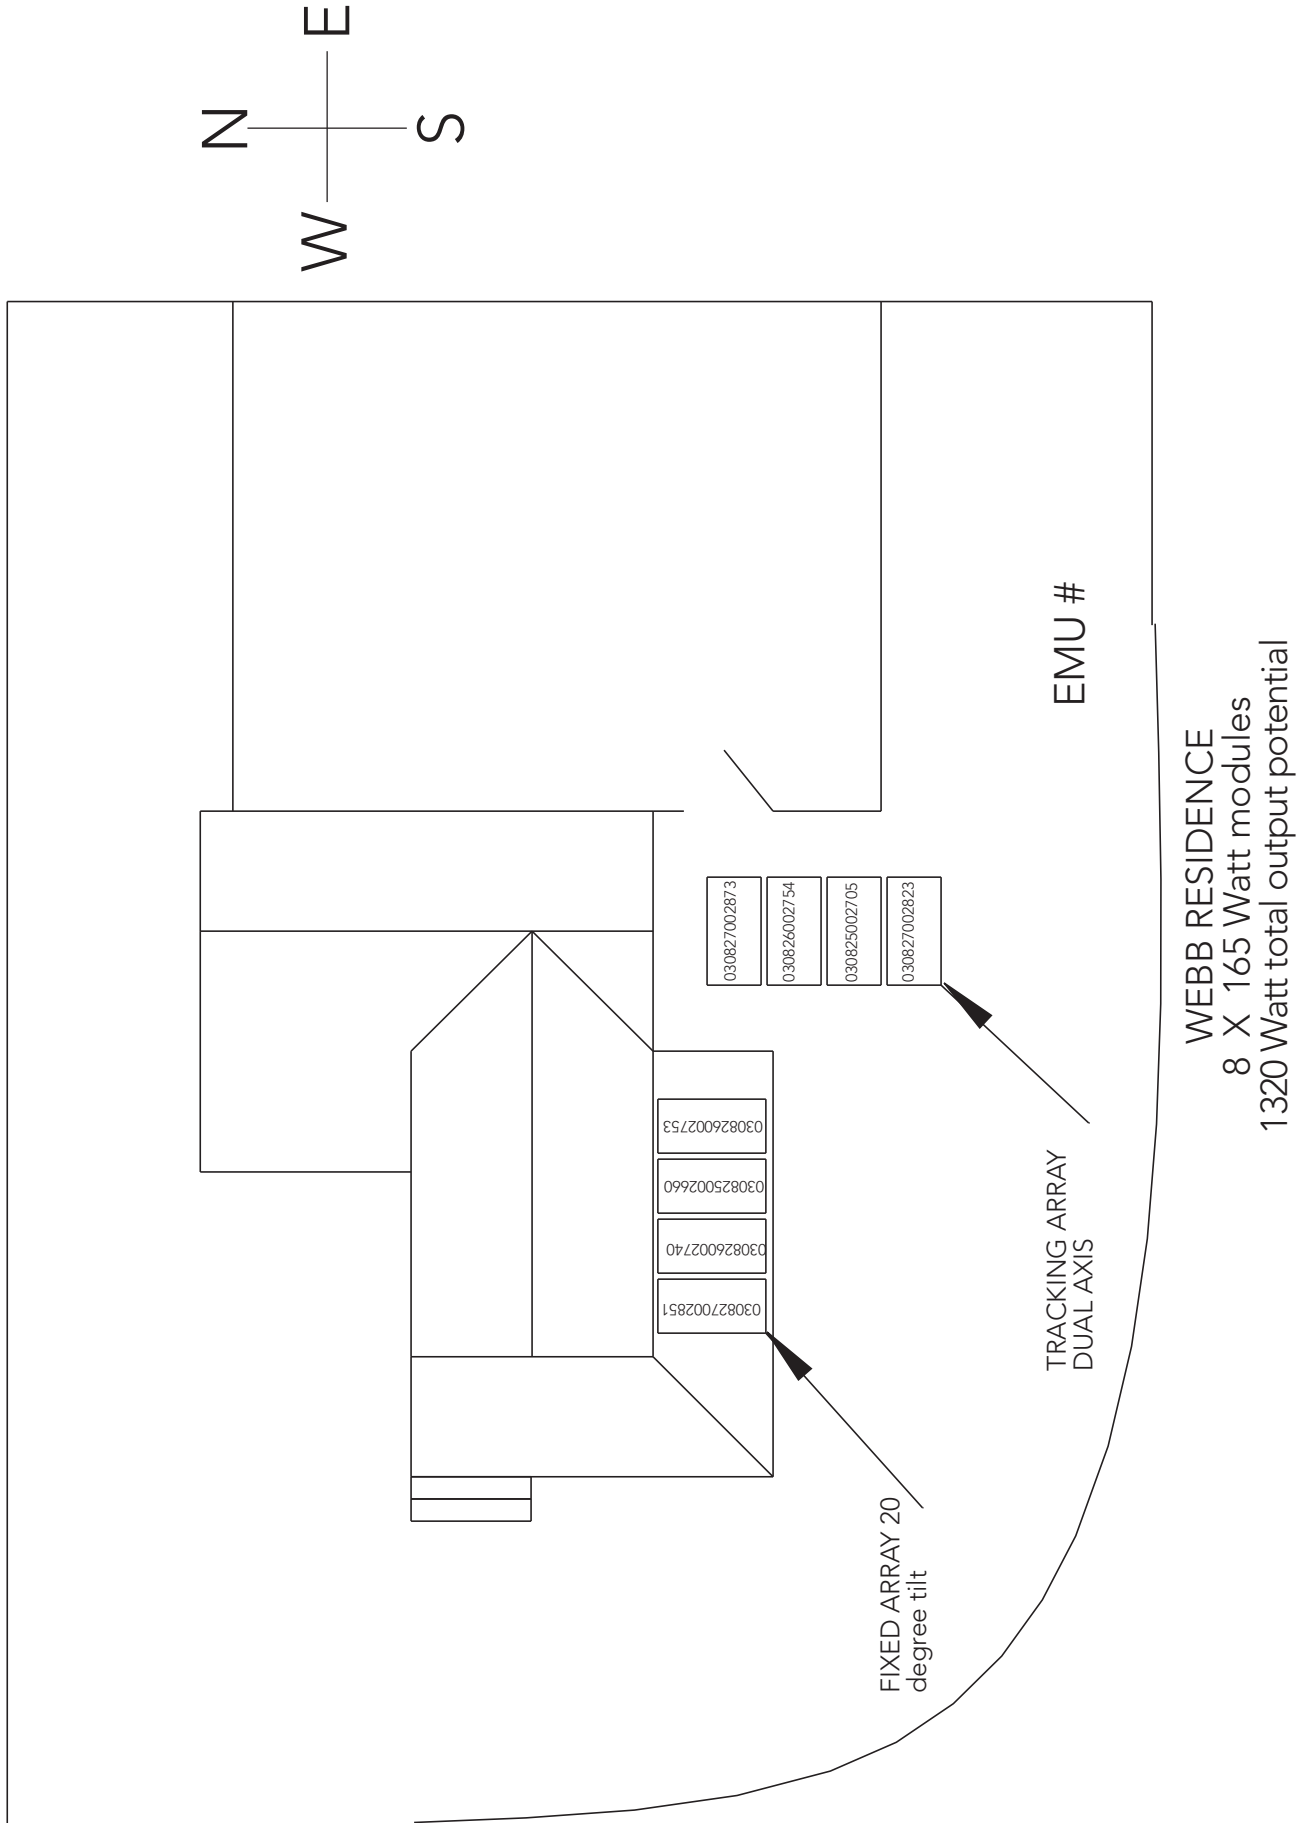 N
W
E
S
030827002873
030826002754
030825002705
030827002823
030826002753
030825002660
030826002740
030827002851
EMU #
TRACKING ARRAY
DUAL AXIS
FIXED ARRAY 20
degree tilt
WEBB RESIDENCE
8 X 165 Watt modules
1320 Watt total output potential